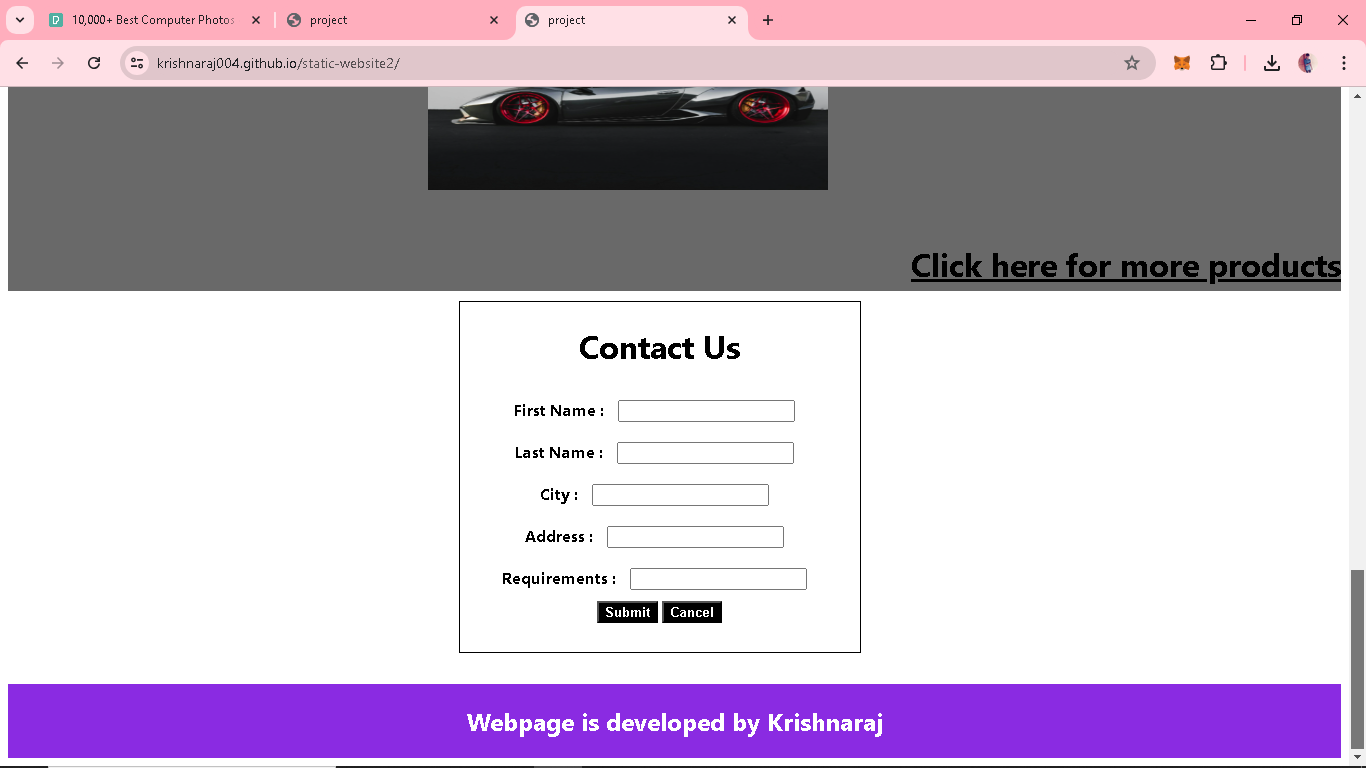 10,000+ Best Computer Photos
project
project
krishnaraj004.github.io/static-website2/
Click here for more products
Contact Us
First Name :
Last Name :
City :
Address :
Requirements :
Submit Cancel
Webpage is developed by Krishnaraj